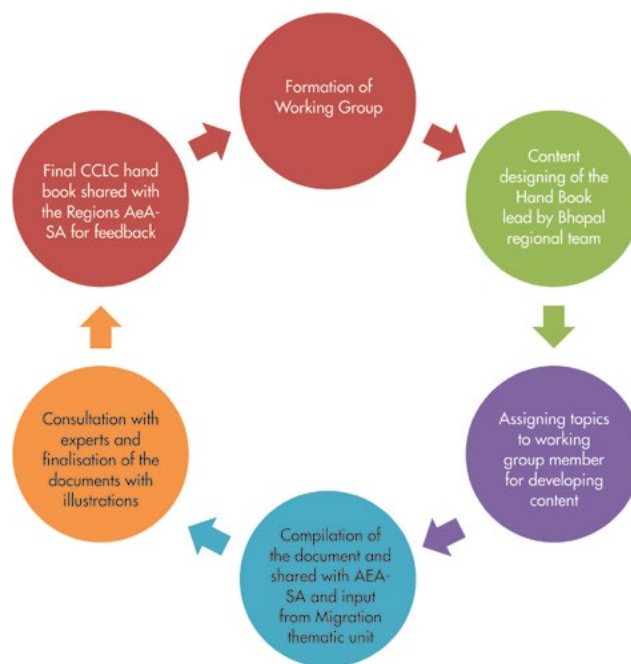 Formation of
Working Group
Content
designing of the
Hand Book
lead by Bhopal
regional team
Assigning topics
to working
group member
for developing
content
Compilation of
the document and
shared with AEA-
SA and input
from Migration
thematic unit
Consultation with
experts and
finalisation of the
documents with
illustrations
Final CCLC hand
book shared with
the Regions AeA-
SA for feedback